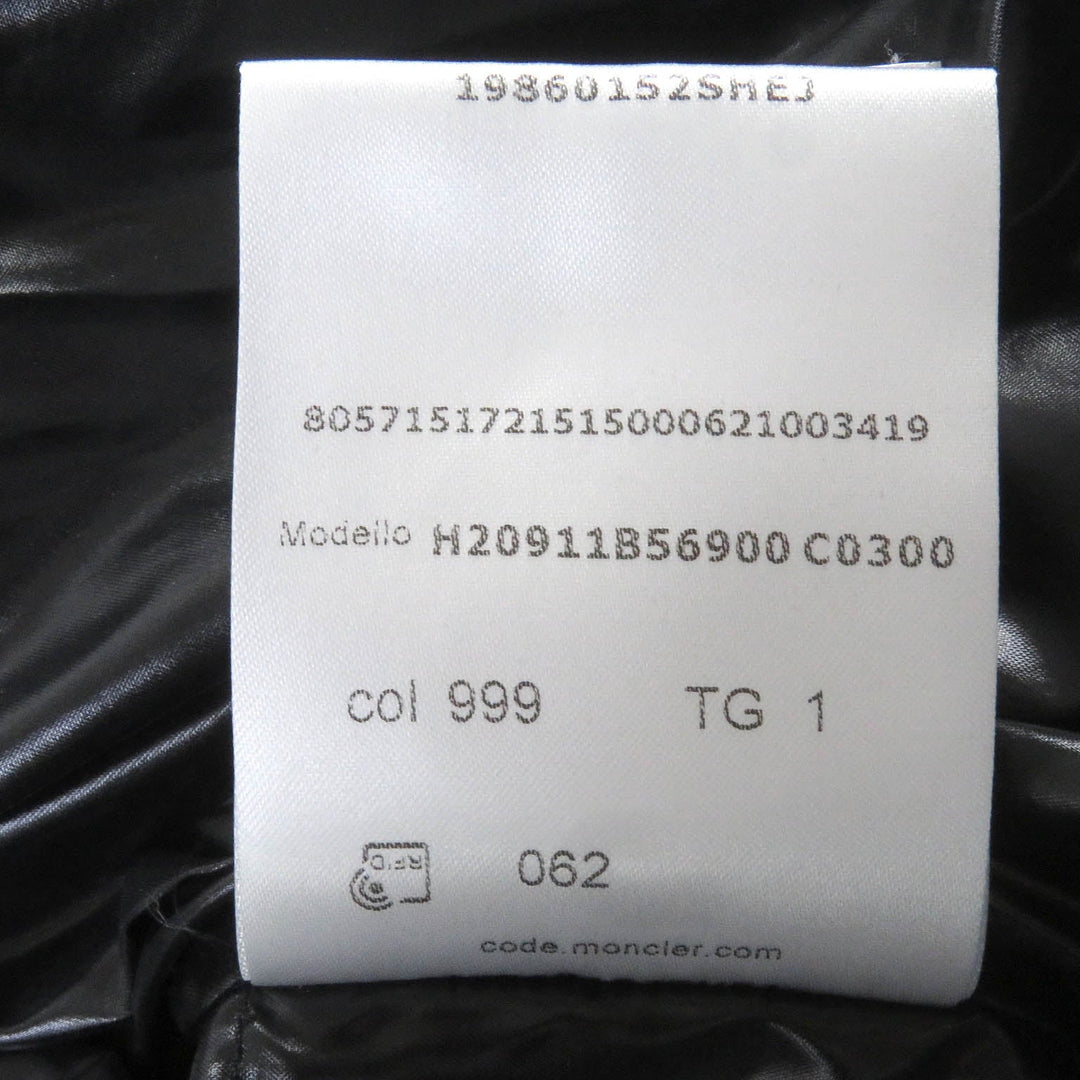 19860152SHEJ
8057151721515000621003419
Modello H20911B56900 C0300
col 999 TG 1
RFID
062
code.moncler.com